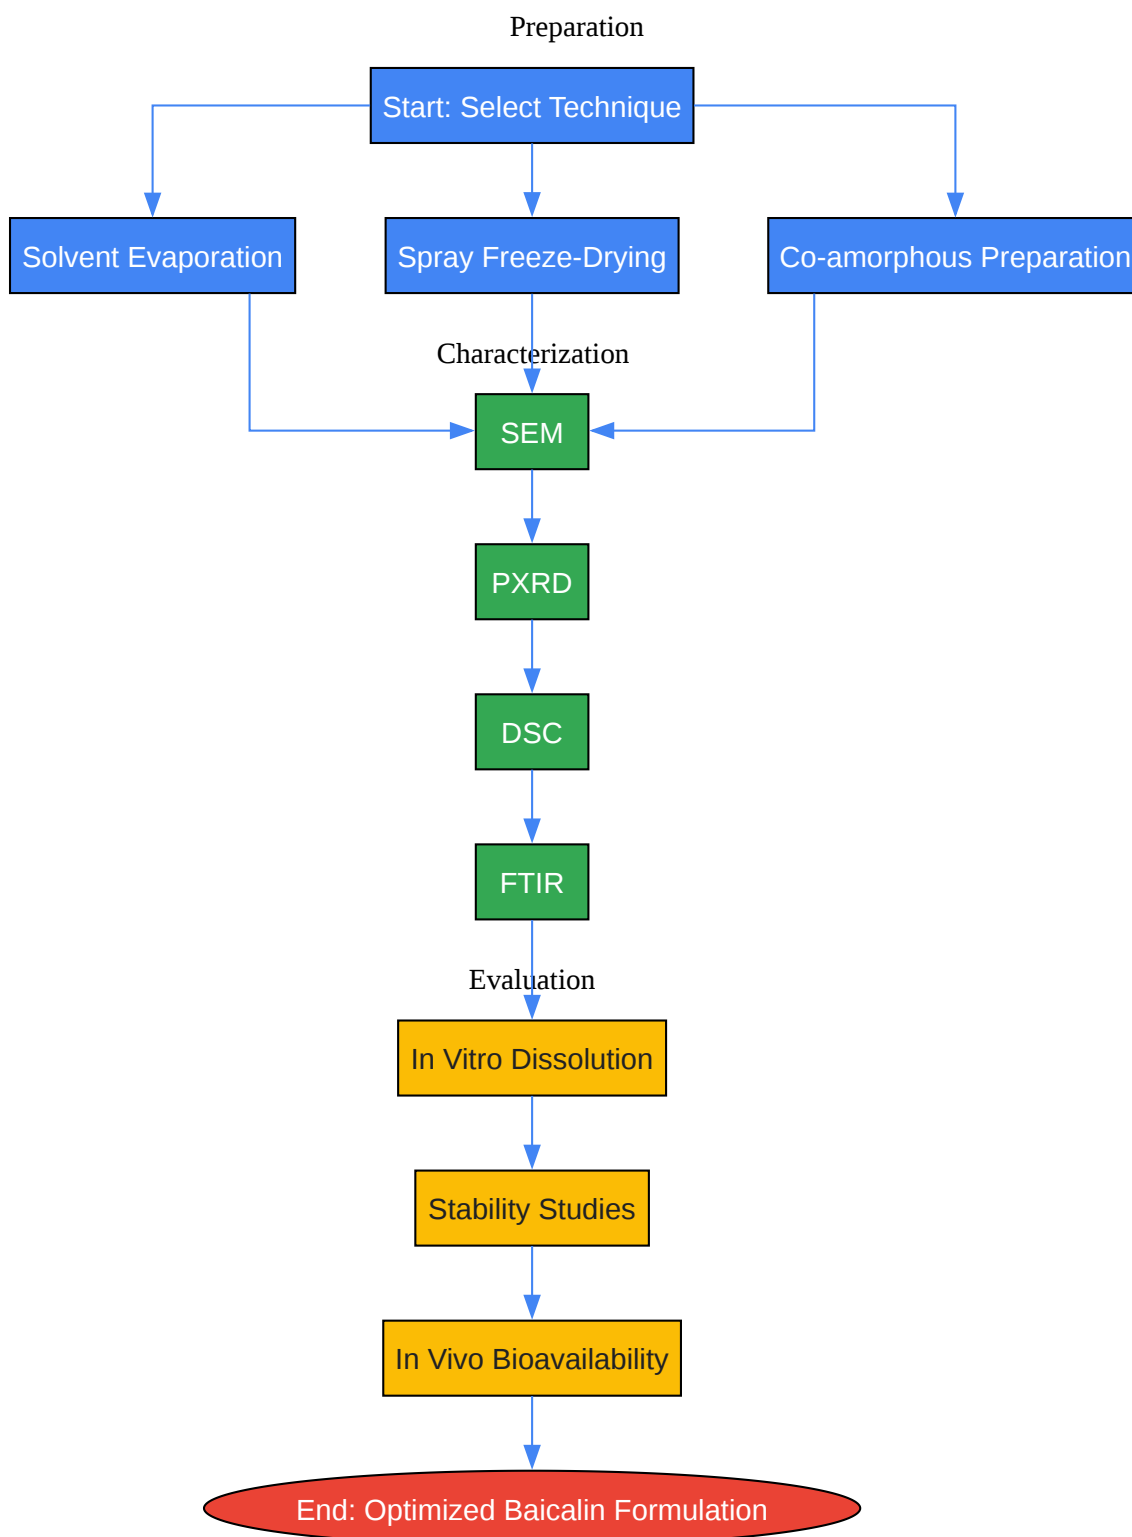 Preparation
Start: Select Technique
Solvent Evaporation
Spray Freeze-Drying
Co-amorphous Preparation
Characterization
SEM
PXRD
DSC
FTIR
Evaluation
In Vitro Dissolution
Stability Studies
In Vivo Bioavailability
End: Optimized Baicalin Formulation